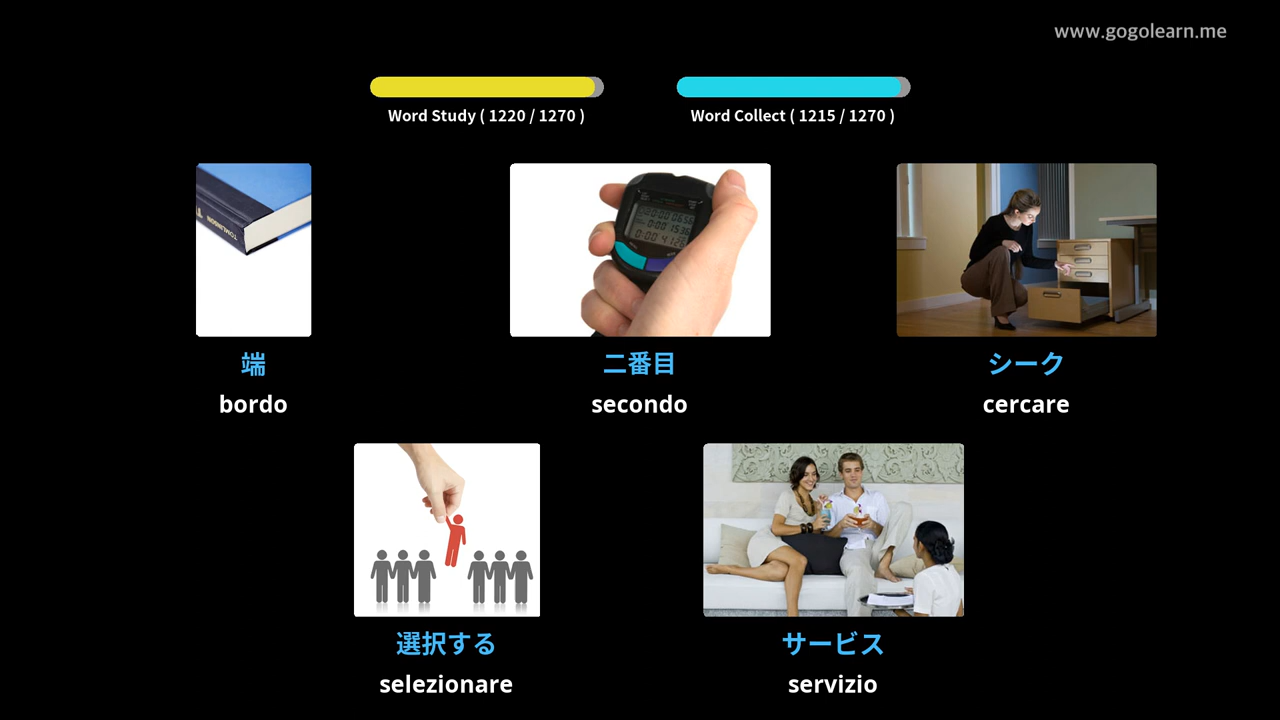 www.gogolearn.me
Word Study ( 1220 / 1270 )
Word Collect ( 1215 / 1270 )
TOMLINSON
端
二番目
シーク
bordo
secondo
cercare
選択する
サービス
selezionare
servizio